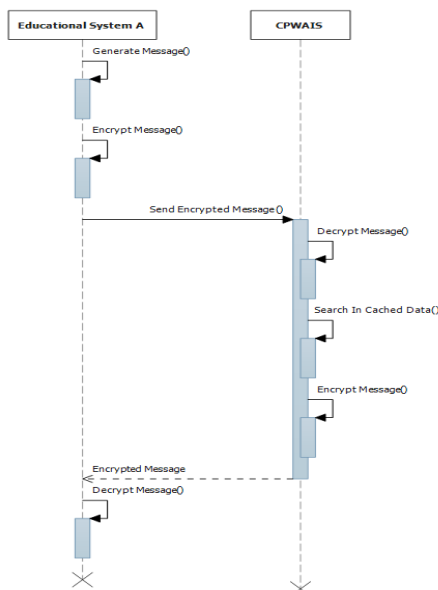 Educational System A
CPWAIS
Generate Message()
Encrypt Message()
Send Encrypted Message()
Decrypt Message()
Search In Cached Data()
Encrypt Message()
Encrypted Message
Decrypt Message()